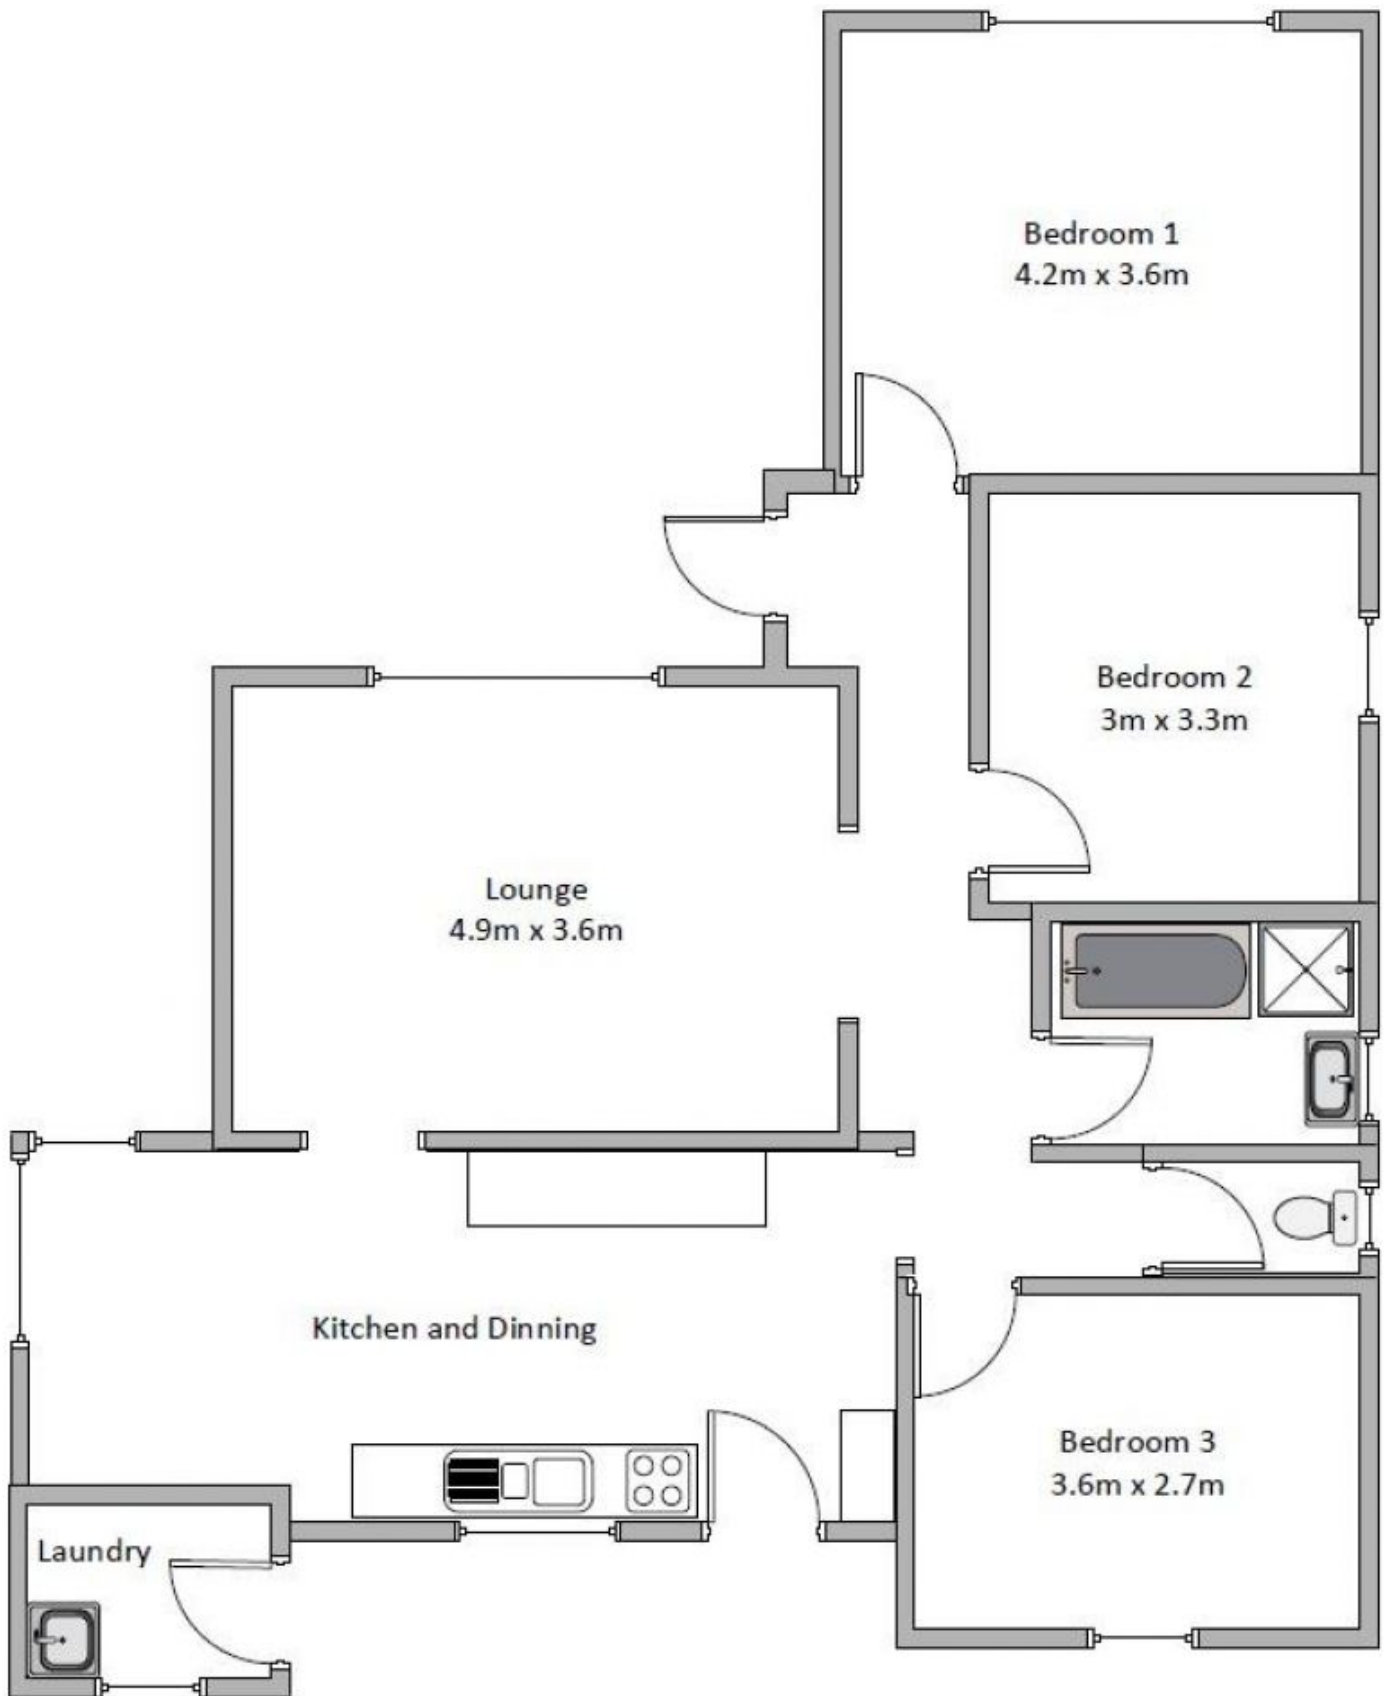 Bedroom 1
4.2m x 3.6m
Bedroom 2
3m x 3.3m
Lounge
4.9m x 3.6m
Kitchen and Dinning
Bedroom 3
3.6m x 2.7m
Laundry